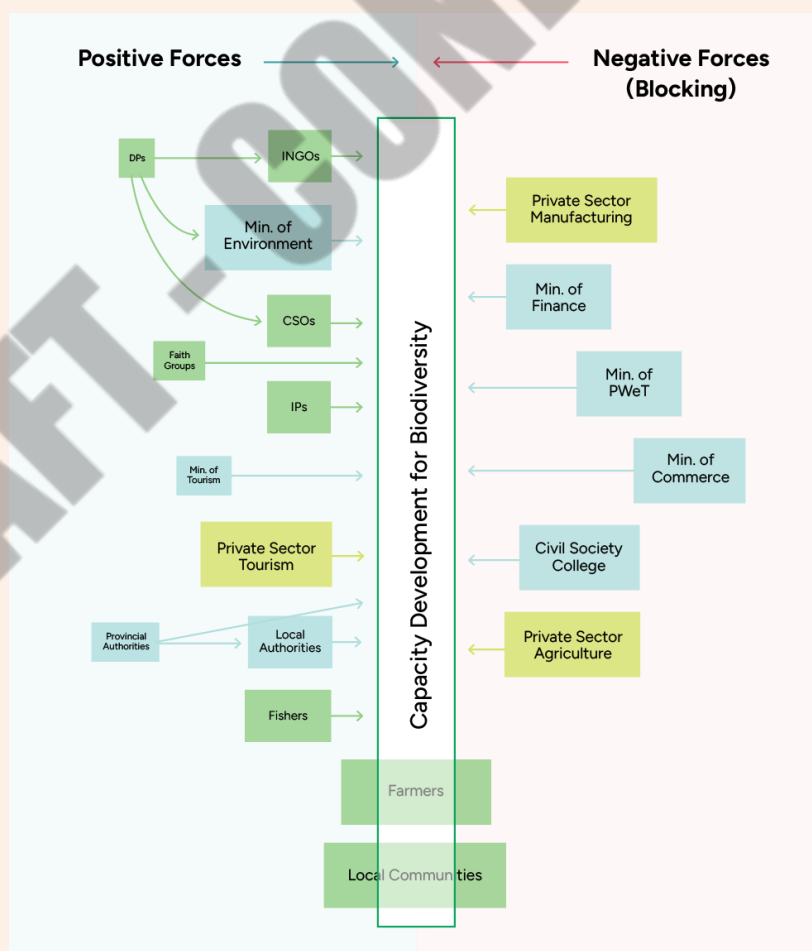 Positive Forces
Negative Forces
(Blocking)
DPs
INGOs
Min. of
Environment
CSOs
Faith
Groups
IPs
Min. of
Tourism
Private Sector
Tourism
Provincial
Authorities
Local
Authorities
Fishers
Capacity Development for Biodiversity
Private Sector
Manufacturing
Min. of
Finance
Min. of
PWeT
Min. of
Commerce
Civil Society
College
Private Sector
Agriculture
Farmers
Local Communities